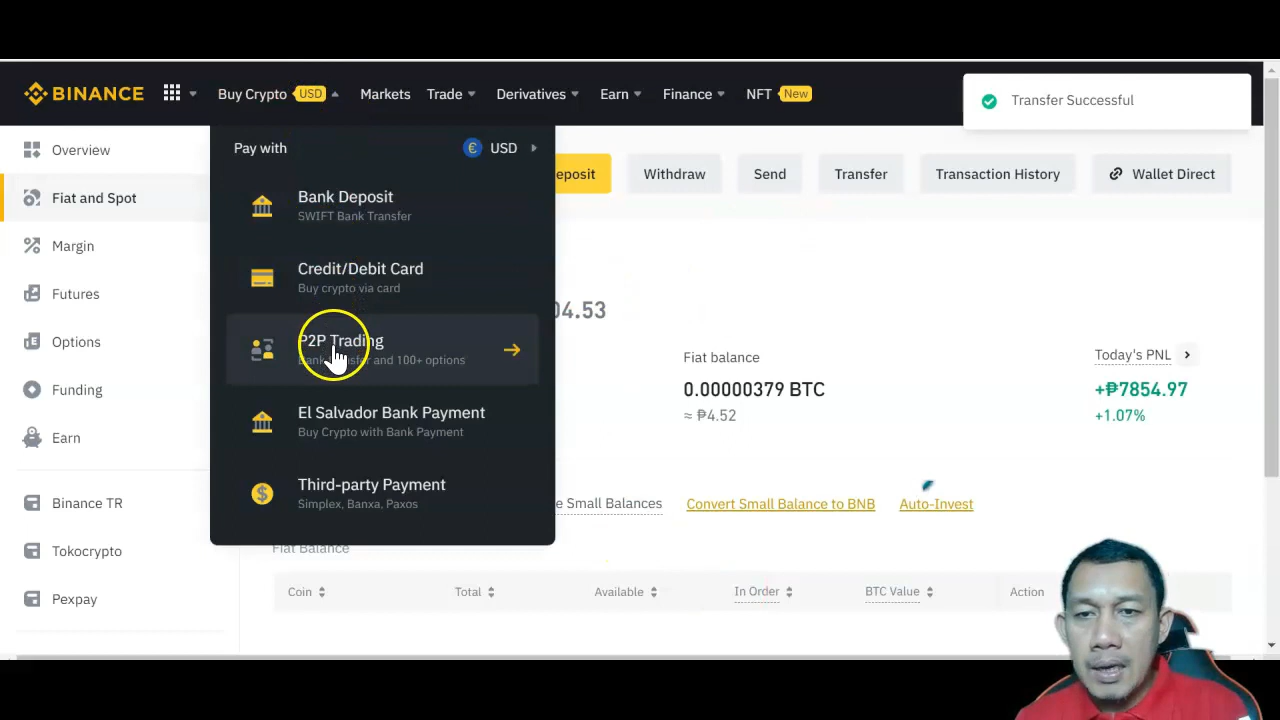 BINANCE
Buy Crypto USD
Markets
Trade
Derivatives
Earn
Finance
NFT New
Transfer Successful
Overview
Fiat and Spot
Margin
Futures
Options
Funding
Earn
Binance TR
Tokocrypto
Pexpay
Pay with
€ USD
Bank Deposit
SWIFT Bank Transfer
Credit/Debit Card
Buy crypto via card
P2P Trading
Bank Transfer and 100+ options
El Salvador Bank Payment
Buy Crypto with Bank Payment
Third-party Payment
Simplex, Banxa, Paxos
eposit
Withdraw
Send
Transfer
Transaction History
Wallet Direct
04.53
Fiat balance
0.00000379 BTC
≈ ₱4.52
Today's PNL
+₱7854.97
+1.07%
e Small Balances
Convert Small Balance to BNB
Auto-Invest
Fiat Balance
Coin
Total
Available
In Order
BTC Value
Action